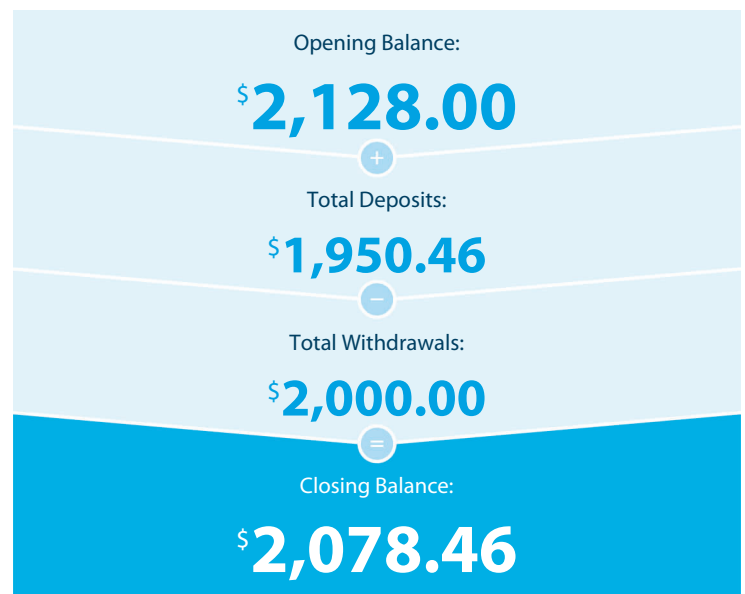 Opening Balance:
$2,128.00
+
Total Deposits:
$1,950.46
−
Total Withdrawals:
$2,000.00
=
Closing Balance:
$2,078.46